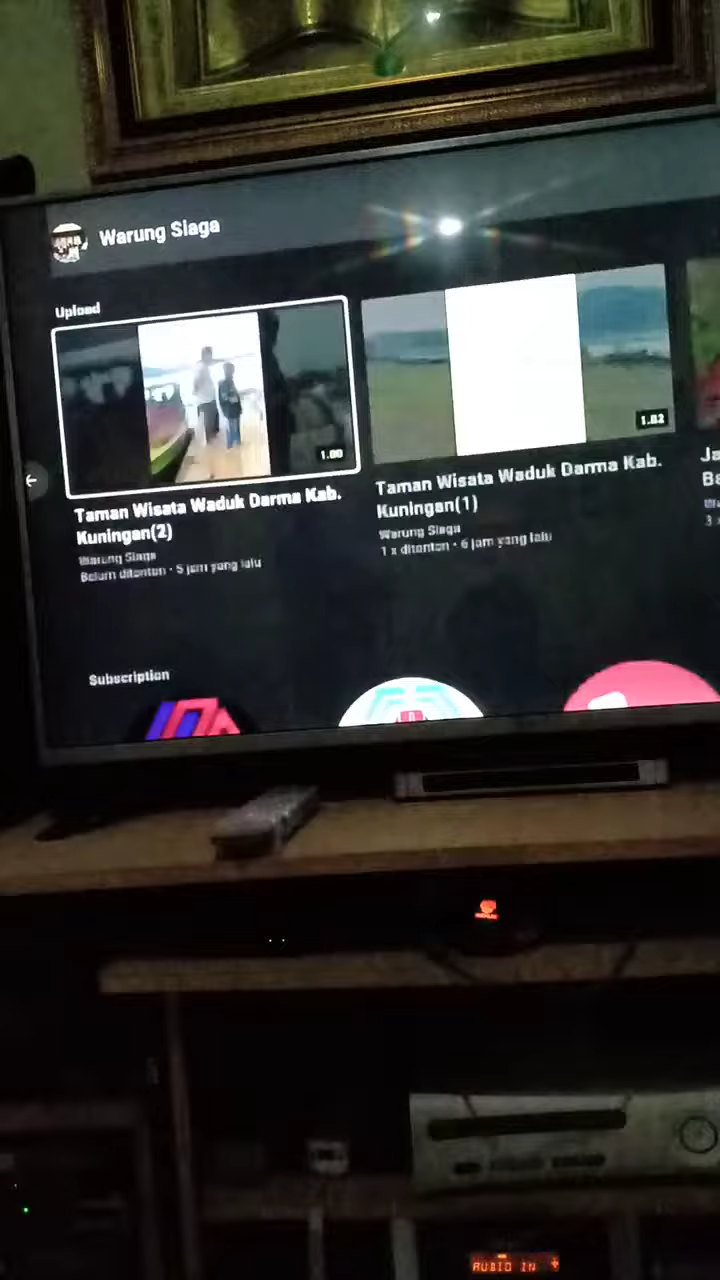 Warung Siaga
Upload
1.00
1.02
Taman Wisata Waduk Darma Kab.
Kuningan(2)
Warung Siaga
Belum ditonton • 5 jam yang lalu
Taman Wisata Waduk Darma Kab.
Kuningan(1)
Warung Siaga
1 x ditonton • 6 jam yang lalu
Ja
Ba
Subscription
AUDIO IN